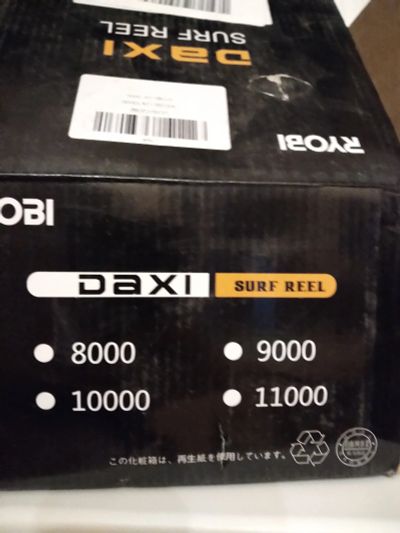 DAXI
SURF REEL
RYOBI
OBI
DAXI SURF REEL
8000 9000
10000 11000
この化粧箱は、再生紙を使用しています。